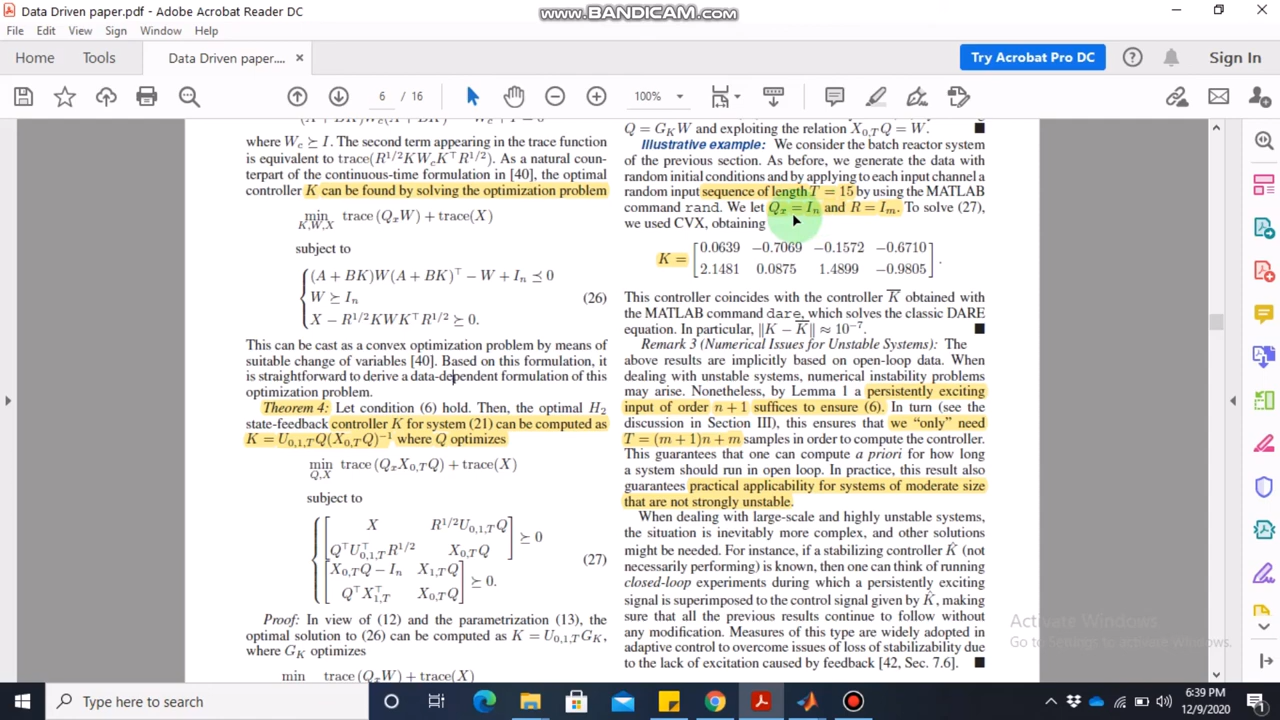 Data Driven paper.pdf - Adobe Acrobat Reader DC
www.BANDICAM.com
File Edit View Sign Window Help
Home Tools Data Driven paper.... × Try Acrobat Pro DC Sign In
6 / 16 100%
where W_c ⪰ I. The second term appearing in the trace function
is equivalent to trace(R^{1/2}KW_cK^⊤R^{1/2}). As a natural coun-
terpart of the continuous-time formulation in [40], the optimal
controller K can be found by solving the optimization problem
min_{K,W,X} trace (Q_xW) + trace(X)
subject to
{ (A + BK)W(A + BK)^⊤ − W + I_n ⪯ 0
W ⪰ I_n (26)
X − R^{1/2}KWK^⊤R^{1/2} ⪰ 0.
This can be cast as a convex optimization problem by means of
suitable change of variables [40]. Based on this formulation, it
is straightforward to derive a data-dependent formulation of this
optimization problem.
Theorem 4: Let condition (6) hold. Then, the optimal H_2
state-feedback controller K for system (21) can be computed as
K = U_{0,1,T}Q(X_{0,T}Q)^{−1} where Q optimizes
min_{Q,X} trace (Q_xX_{0,T}Q) + trace(X)
subject to
[ X R^{1/2}U_{0,1,T}Q
Q^⊤U_{0,1,T}^⊤R^{1/2} X_{0,T}Q ] ⪰ 0
(27)
[ X_{0,T}Q − I_n X_{1,T}Q
Q^⊤X_{1,T}^⊤ X_{0,T}Q ] ⪰ 0.
Proof: In view of (12) and the parametrization (13), the
optimal solution to (26) can be computed as K = U_{0,1,T}G_K,
where G_K optimizes
min trace (Q_xW) + trace(X)
Q = G_KW and exploiting the relation X_{0,T}Q = W. ■
Illustrative example: We consider the batch reactor system
of the previous section. As before, we generate the data with
random initial conditions and by applying to each input channel a
random input sequence of length T = 15 by using the MATLAB
command rand. We let Q_x = I_n and R = I_m. To solve (27),
we used CVX, obtaining
K = [ 0.0639 −0.7069 −0.1572 −0.6710
2.1481 0.0875 1.4899 −0.9805 ].
This controller coincides with the controller K̅ obtained with
the MATLAB command dare, which solves the classic DARE
equation. In particular, ‖K − K̅‖ ≈ 10^{−7}. ■
Remark 3 (Numerical Issues for Unstable Systems): The
above results are implicitly based on open-loop data. When
dealing with unstable systems, numerical instability problems
may arise. Nonetheless, by Lemma 1 a persistently exciting
input of order n + 1 suffices to ensure (6). In turn (see the
discussion in Section III), this ensures that we “only” need
T = (m + 1)n + m samples in order to compute the controller.
This guarantees that one can compute a priori for how long
a system should run in open loop. In practice, this result also
guarantees practical applicability for systems of moderate size
that are not strongly unstable.
When dealing with large-scale and highly unstable systems,
the situation is inevitably more complex, and other solutions
might be needed. For instance, if a stabilizing controller K̂ (not
necessarily performing) is known, then one can think of running
closed-loop experiments during which a persistently exciting
signal is superimposed to the control signal given by K̂, making
sure that all the previous results continue to follow without
any modification. Measures of this type are widely adopted in
adaptive control to overcome issues of loss of stabilizability due
to the lack of excitation caused by feedback [42, Sec. 7.6]. ■
Activate Windows
Go to Settings to activate Windows.
Type here to search
6:39 PM
12/9/2020